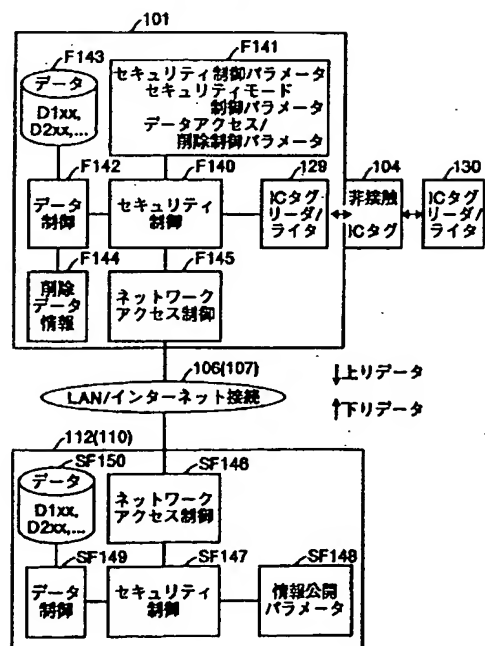 101
F143
データ
D1xx,
D2xx,...
F141
セキュリティ制御パラメータ
セキュリティモード
制御パラメータ
データアクセス/
削除制御パラメータ
F142
データ
制御
F140
セキュリティ
制御
129
ICタグ
リーダ/
ライタ
104
非接触
ICタグ
130
ICタグ
リーダ/
ライタ
F144
削除
データ
情報
F145
ネットワーク
アクセス制御
106(107)
LAN/インターネット接続
↓上りデータ
↑下りデータ
112(110)
SF150
データ
D1xx,
D2xx,...
SF146
ネットワーク
アクセス制御
SF149
データ
制御
SF147
セキュリティ
制御
SF148
情報公開
パラメータ